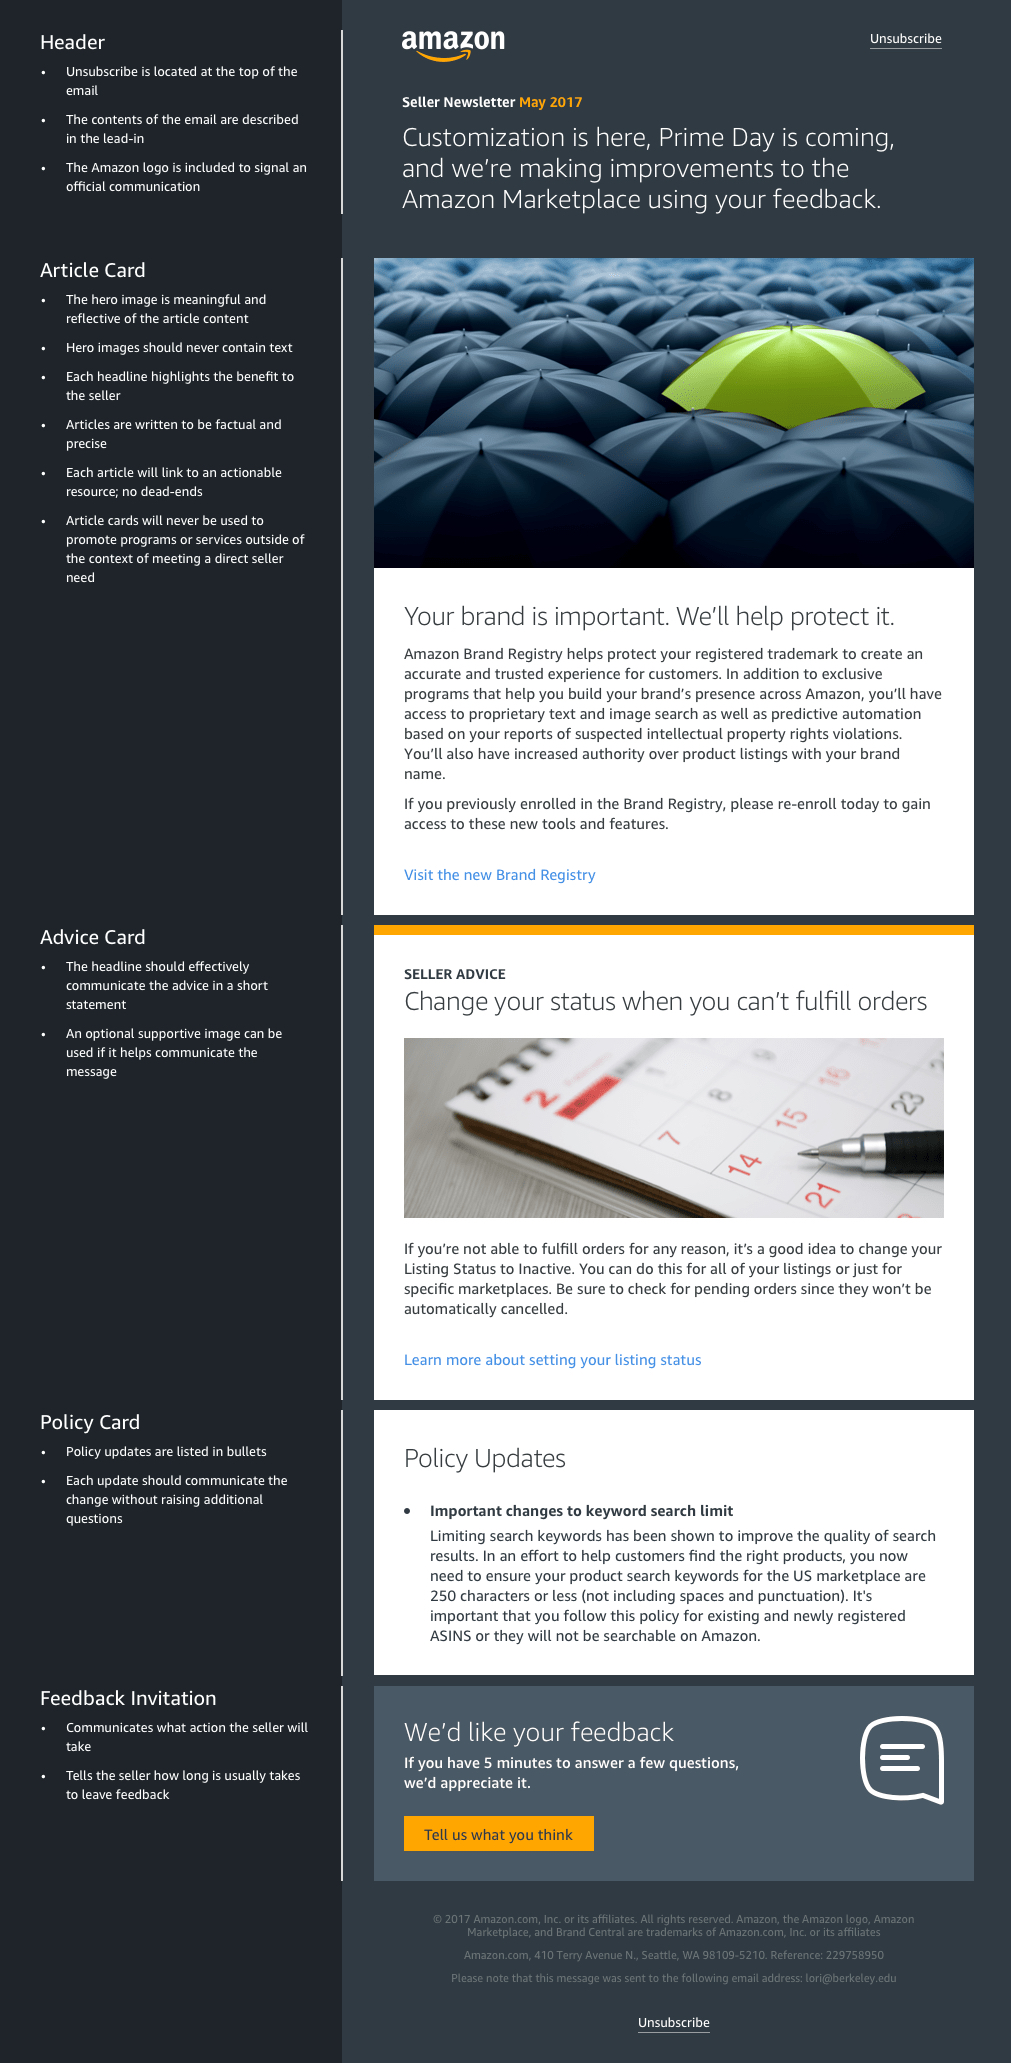 Header
• Unsubscribe is located at the top of the
email
• The contents of the email are described
in the lead-in
• The Amazon logo is included to signal an
official communication
amazon
Unsubscribe
Seller Newsletter May 2017
Customization is here, Prime Day is coming,
and we’re making improvements to the
Amazon Marketplace using your feedback.
Article Card
• The hero image is meaningful and
reflective of the article content
• Hero images should never contain text
• Each headline highlights the benefit to
the seller
• Articles are written to be factual and
precise
• Each article will link to an actionable
resource; no dead-ends
• Article cards will never be used to
promote programs or services outside of
the context of meeting a direct seller
need
Your brand is important. We’ll help protect it.
Amazon Brand Registry helps protect your registered trademark to create an
accurate and trusted experience for customers. In addition to exclusive
programs that help you build your brand’s presence across Amazon, you’ll have
access to proprietary text and image search as well as predictive automation
based on your reports of suspected intellectual property rights violations.
You’ll also have increased authority over product listings with your brand
name.
If you previously enrolled in the Brand Registry, please re-enroll today to gain
access to these new tools and features.
Visit the new Brand Registry
Advice Card
• The headline should effectively
communicate the advice in a short
statement
• An optional supportive image can be
used if it helps communicate the
message
SELLER ADVICE
Change your status when you can’t fulfill orders
2
9
16
8
15
23
7
14
21
If you’re not able to fulfill orders for any reason, it’s a good idea to change your
Listing Status to Inactive. You can do this for all of your listings or just for
specific marketplaces. Be sure to check for pending orders since they won’t be
automatically cancelled.
Learn more about setting your listing status
Policy Card
• Policy updates are listed in bullets
• Each update should communicate the
change without raising additional
questions
Policy Updates
• Important changes to keyword search limit
Limiting search keywords has been shown to improve the quality of search
results. In an effort to help customers find the right products, you now
need to ensure your product search keywords for the US marketplace are
250 characters or less (not including spaces and punctuation). It's
important that you follow this policy for existing and newly registered
ASINS or they will not be searchable on Amazon.
Feedback Invitation
• Communicates what action the seller will
take
• Tells the seller how long is usually takes
to leave feedback
We’d like your feedback
If you have 5 minutes to answer a few questions,
we’d appreciate it.
Tell us what you think
© 2017 Amazon.com, Inc. or its affiliates. All rights reserved. Amazon, the Amazon logo, Amazon
Marketplace, and Brand Central are trademarks of Amazon.com, Inc. or its affiliates
Amazon.com, 410 Terry Avenue N., Seattle, WA 98109-5210. Reference: 229758950
Please note that this message was sent to the following email address: lori@berkeley.edu
Unsubscribe